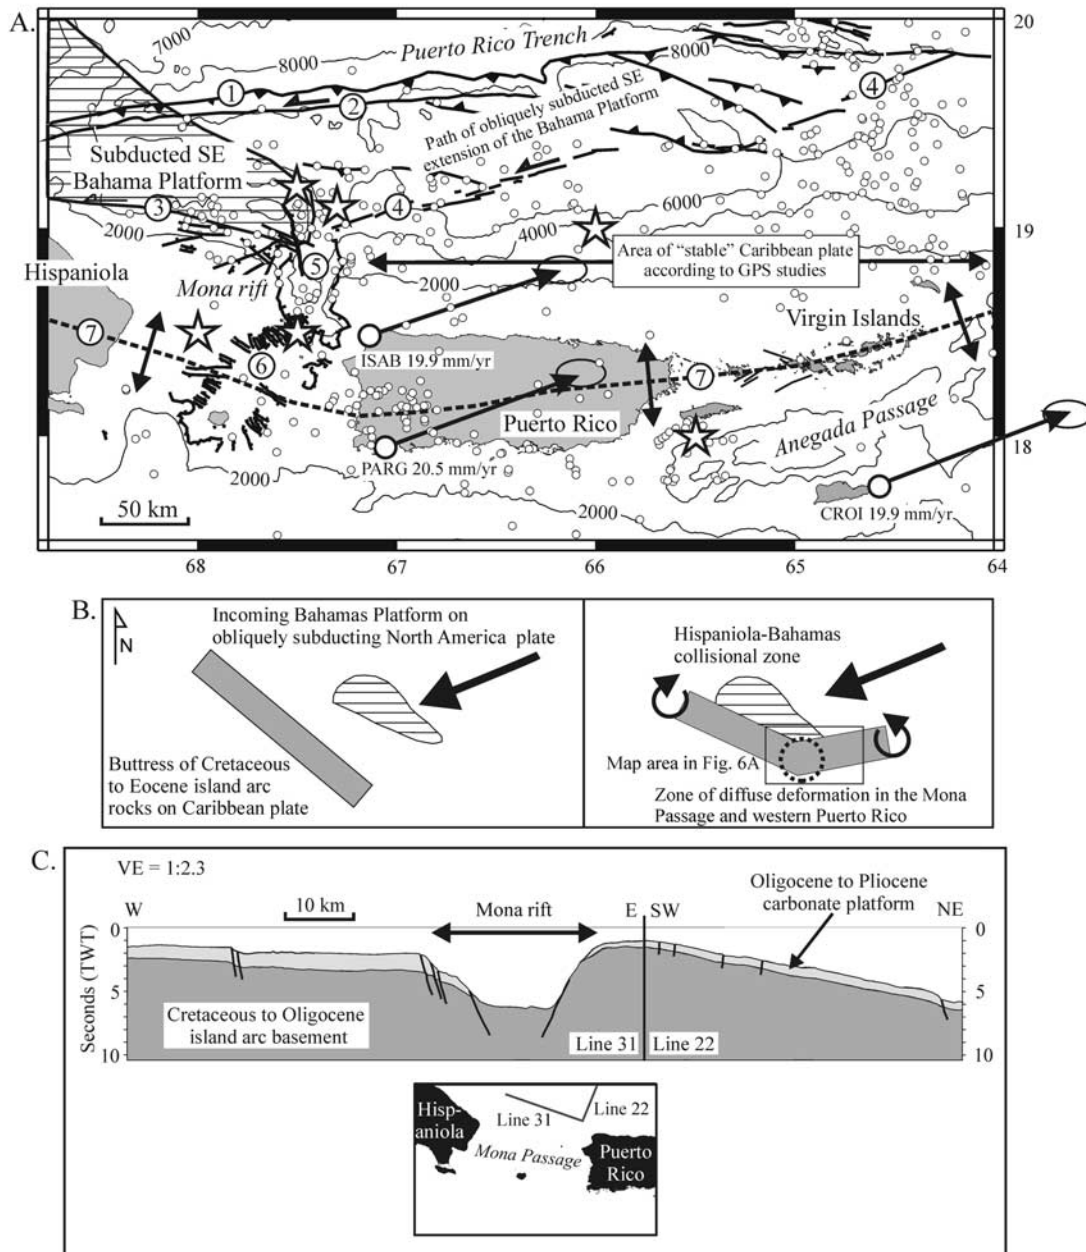 A.
7000
Puerto Rico Trench
8000
8000
20
1
2
4
Path of obliquely subducted SE
extension of the Bahama Platform
Subducted SE
Bahama Platform
3
4
2000
6000
4000
19
Hispaniola
Mona rift
5
Area of “stable” Caribbean plate
according to GPS studies
2000
7
6
ISAB 19.9 mm/yr
Virgin Islands
7
Puerto Rico
Anegada Passage
PARG 20.5 mm/yr
18
2000
2000
50 km
CROI 19.9 mm/yr
68
67
66
65
64
B.
N
Incoming Bahamas Platform on
obliquely subducting North America plate
Buttress of Cretaceous
to Eocene island arc
rocks on Caribbean plate
Hispaniola-Bahamas
collisional zone
Map area in Fig. 6A
Zone of diffuse deformation in the Mona
Passage and western Puerto Rico
C.
VE = 1:2.3
Oligocene to Pliocene
carbonate platform
W
10 km
Mona rift
E SW
NE
0
0
Seconds (TWT)
5
5
Cretaceous to Oligocene
island arc basement
Line 31
Line 22
10
10
Hisp-
aniola
Line 31
Line 22
Mona Passage
Puerto
Rico